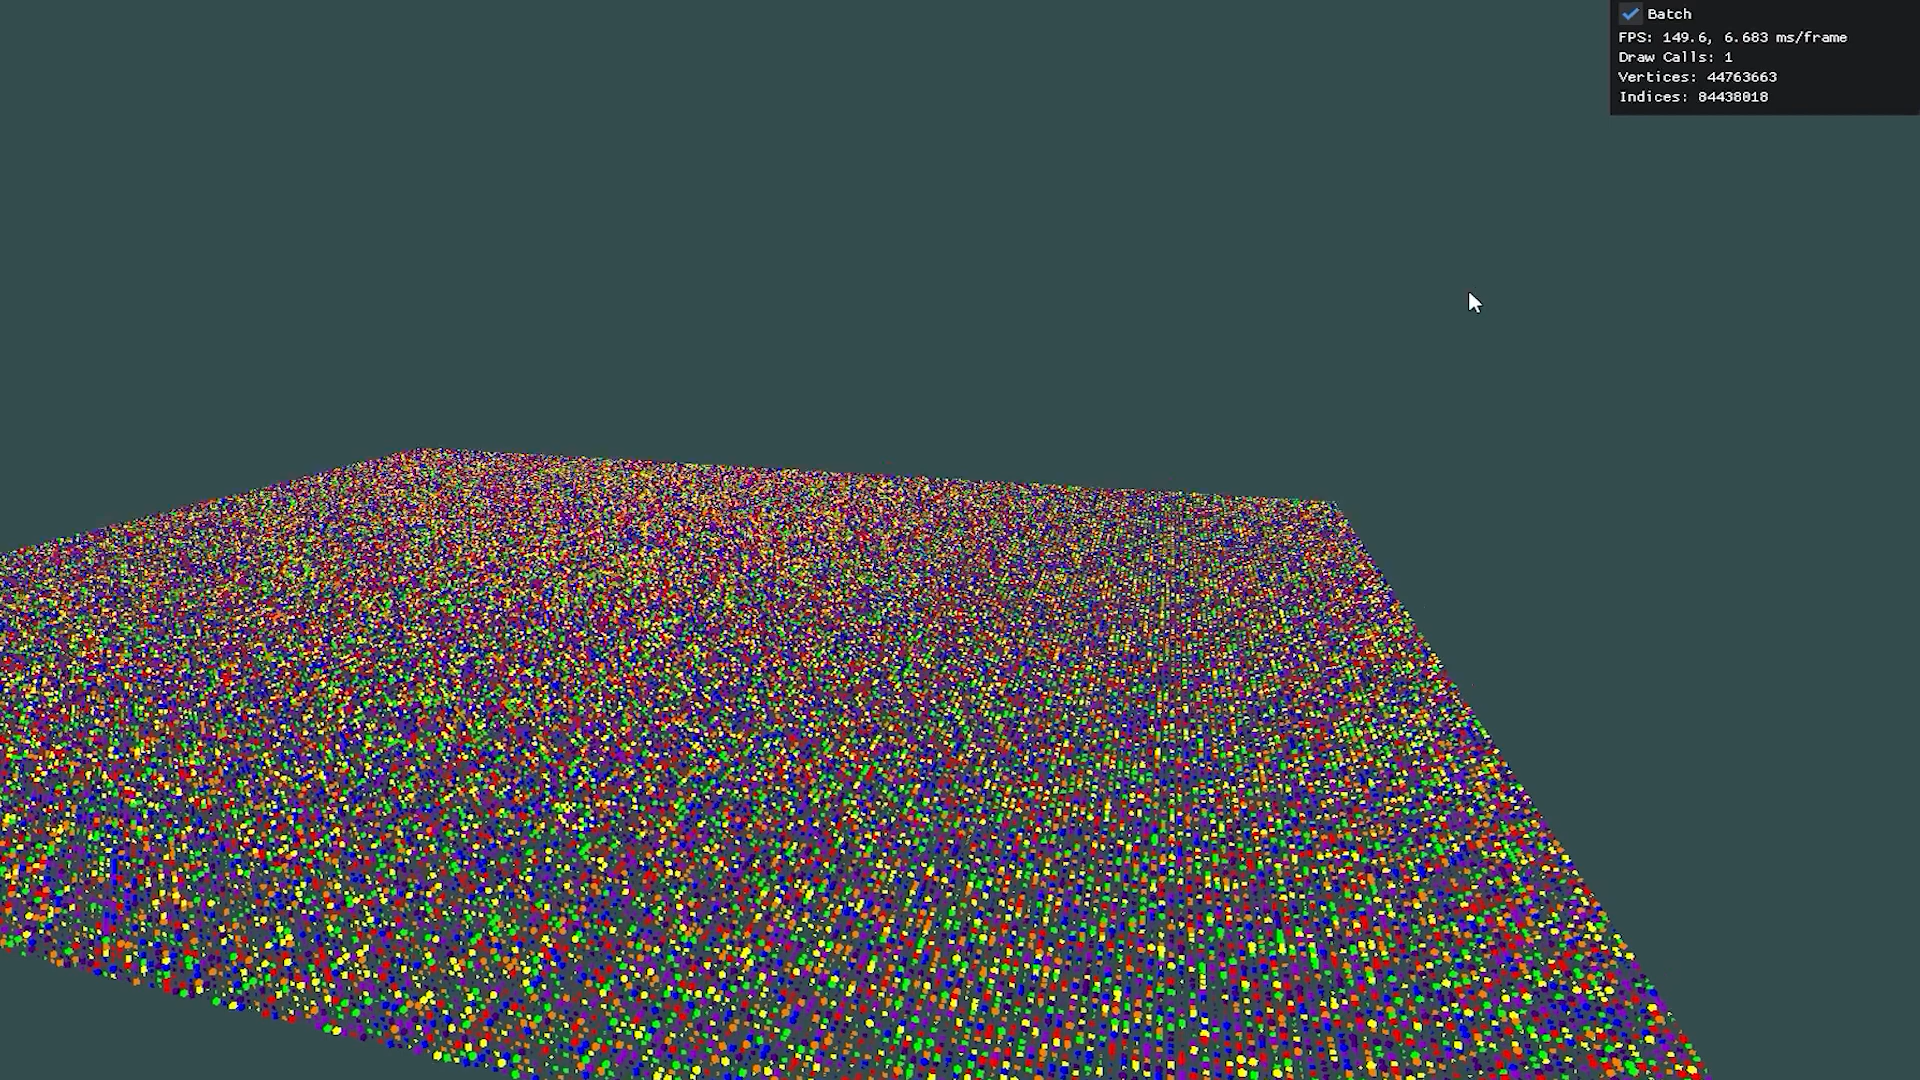 Batch
FPS: 149.6, 6.683 ms/frame
Draw Calls: 1
Vertices: 44763663
Indices: 84438018